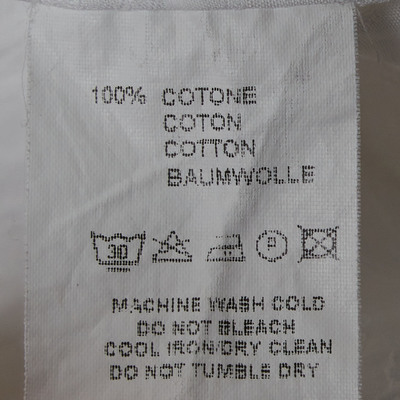 100% COTONE
COTON
COTTON
BAUMWOLLE
30 P
MACHINE WASH COLD
DO NOT BLEACH
COOL IRON/DRY CLEAN
DO NOT TUMBLE DRY